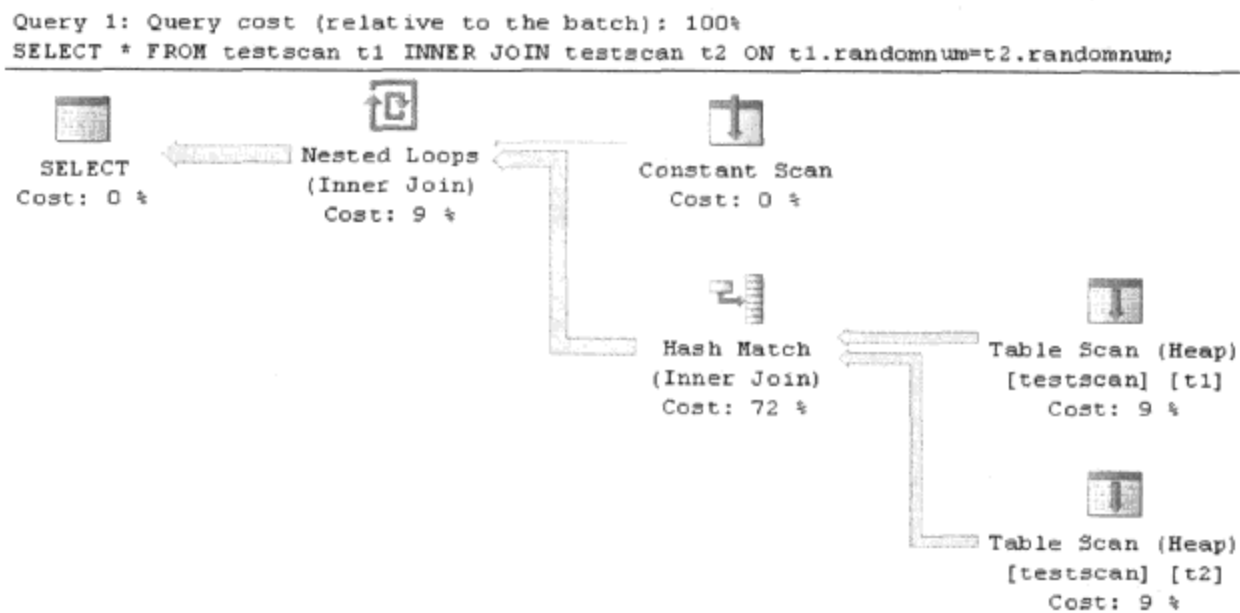 Query 1: Query cost (relative to the batch): 100%
SELECT * FROM testscan t1 INNER JOIN testscan t2 ON t1.randomnum=t2.randomnum;
SELECT
Cost: 0 %
Nested Loops
(Inner Join)
Cost: 9 %
Constant Scan
Cost: 0 %
Hash Match
(Inner Join)
Cost: 72 %
Table Scan (Heap)
[testscan] [t1]
Cost: 9 %
Table Scan (Heap)
[testscan] [t2]
Cost: 9 %